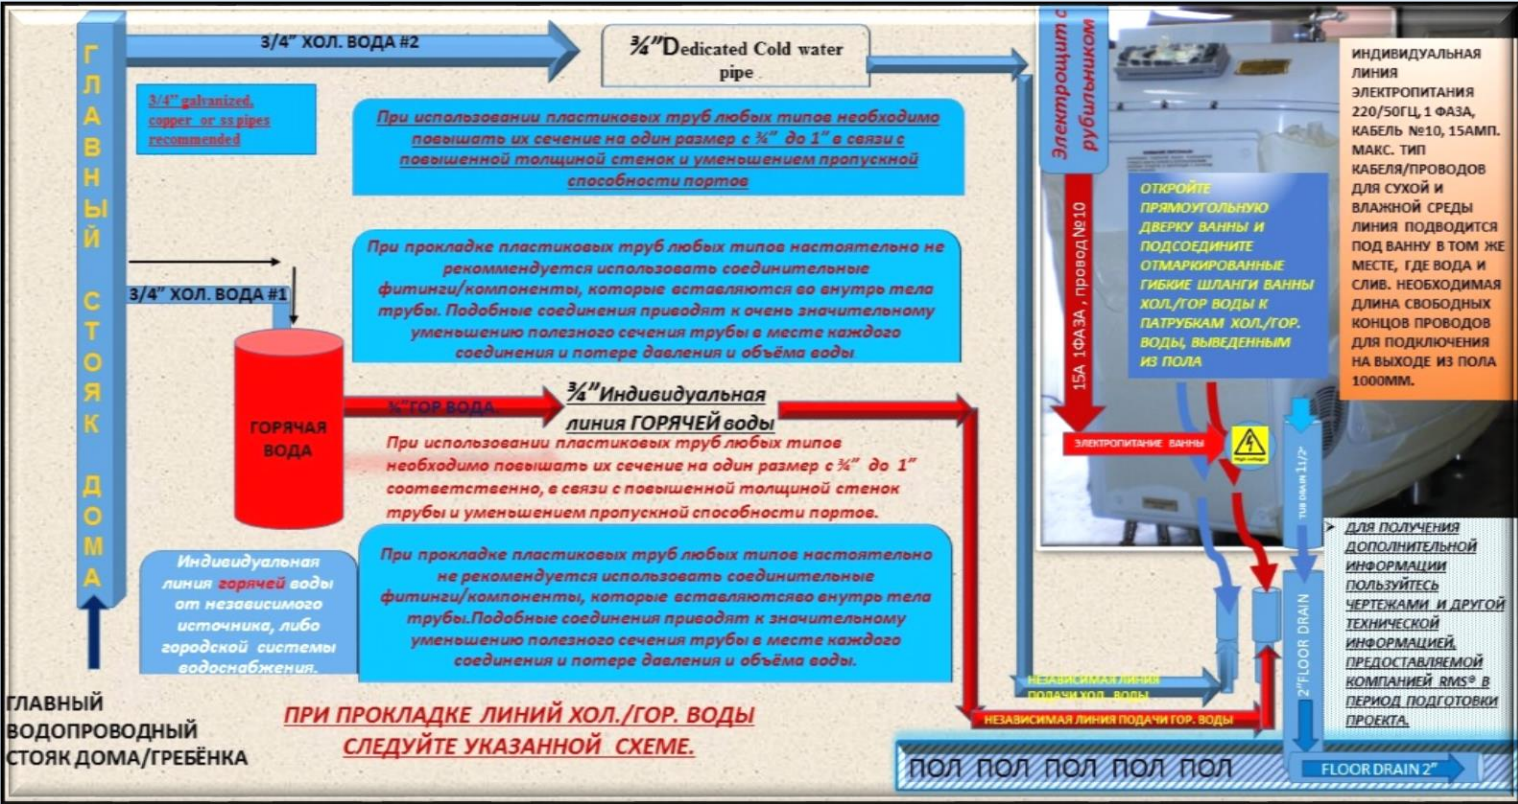 ГЛАВНЫЙ СТОЯК ДОМА
3/4” ХОЛ. ВОДА #2
¾”Dedicated Cold water
pipe
3/4” galvanized,
copper or ss pipes
recommended
При использовании пластиковых труб любых типов необходимо
повышать их сечение на один размер с ¾” до 1” в связи с
повышенной толщиной стенок и уменьшением пропускной
способности портов
При прокладке пластиковых труб любых типов настоятельно не
рекоммендуется использовать соединительные
фитинги/компоненты, которые вставляются во внутрь тела
трубы. Подобные соединения приводят к очень значительному
уменьшению полезного сечения трубы в месте каждого
соединения и потере давления и объёма воды
3/4” ХОЛ. ВОДА #1
ГОРЯЧАЯ
ВОДА
¾”ГОР ВОДА.
¾”Индивидуальная
линия ГОРЯЧЕЙ воды
При использовании пластиковых труб любых типов
необходимо повышать их сечение на один размер с ¾” до 1”
соответственно, в связи с повышенной толщиной стенок
трубы и уменьшением пропускной способности портов.
Индивидуальная
линия горячей воды
от независимого
источника, либо
городской системы
водоснабжения.
При прокладке пластиковых труб любых типов настоятельно
не рекомендуется использовать соединительные
фитинги/компоненты, которые вставляютсяво внутрь тела
трубы.Подобные соединения приводят к значительному
уменьшению полезного сечения трубы в месте каждого
соединения и потере давления и объёма воды.
ГЛАВНЫЙ
ВОДОПРОВОДНЫЙ
СТОЯК ДОМА/ГРЕБЁНКА
ПРИ ПРОКЛАДКЕ ЛИНИЙ ХОЛ./ГОР. ВОДЫ
СЛЕДУЙТЕ УКАЗАННОЙ СХЕМЕ.
Электрощит с
рубильником
15А 1ФАЗА, провод№10
ЭЛЕКТРОПИТАНИЕ ВАННЫ
ОТКРОЙТЕ
ПРЯМОУГОЛЬНУЮ
ДВЕРКУ ВАННЫ И
ПОДСОЕДИНИТЕ
ОТМАРКИРОВАННЫЕ
ГИБКИЕ ШЛАНГИ ВАННЫ
ХОЛ./ГОР ВОДЫ К
ПАТРУБКАМ ХОЛ./ГОР.
ВОДЫ, ВЫВЕДЕННЫМ
ИЗ ПОЛА
ИНДИВИДУАЛЬНАЯ
ЛИНИЯ
ЭЛЕКТРОПИТАНИЯ
220/50ГЦ, 1 ФАЗА,
КАБЕЛЬ №10, 15АМП.
МАКС. ТИП
КАБЕЛЯ/ПРОВОДОВ
ДЛЯ СУХОЙ И
ВЛАЖНОЙ СРЕДЫ
ЛИНИЯ ПОДВОДИТСЯ
ПОД ВАННУ В ТОМ ЖЕ
МЕСТЕ, ГДЕ ВОДА И
СЛИВ. НЕОБХОДИМАЯ
ДЛИНА СВОБОДНЫХ
КОНЦОВ ПРОВОДОВ
ДЛЯ ПОДКЛЮЧЕНИЯ
НА ВЫХОДЕ ИЗ ПОЛА
1000ММ.
High voltage
TUB DRAIN 11/2”
2”FLOOR DRAIN
ДЛЯ ПОЛУЧЕНИЯ
ДОПОЛНИТЕЛЬНОЙ
ИНФОРМАЦИИ
ПОЛЬЗУЙТЕСЬ
ЧЕРТЕЖАМИ И ДРУГОЙ
ТЕХНИЧЕСКОЙ
ИНФОРМАЦИЕЙ,
ПРЕДОСТАВЛЯЕМОЙ
КОМПАНИЕЙ RMS® В
ПЕРИОД ПОДГОТОВКИ
ПРОЕКТА.
НЕЗАВИСИМАЯ ЛИНИЯ
ПОДАЧИ ХОЛ. ВОДЫ
НЕЗАВИСИМАЯ ЛИНИЯ ПОДАЧИ ГОР. ВОДЫ
ПОЛ ПОЛ ПОЛ ПОЛ ПОЛ
FLOOR DRAIN 2”